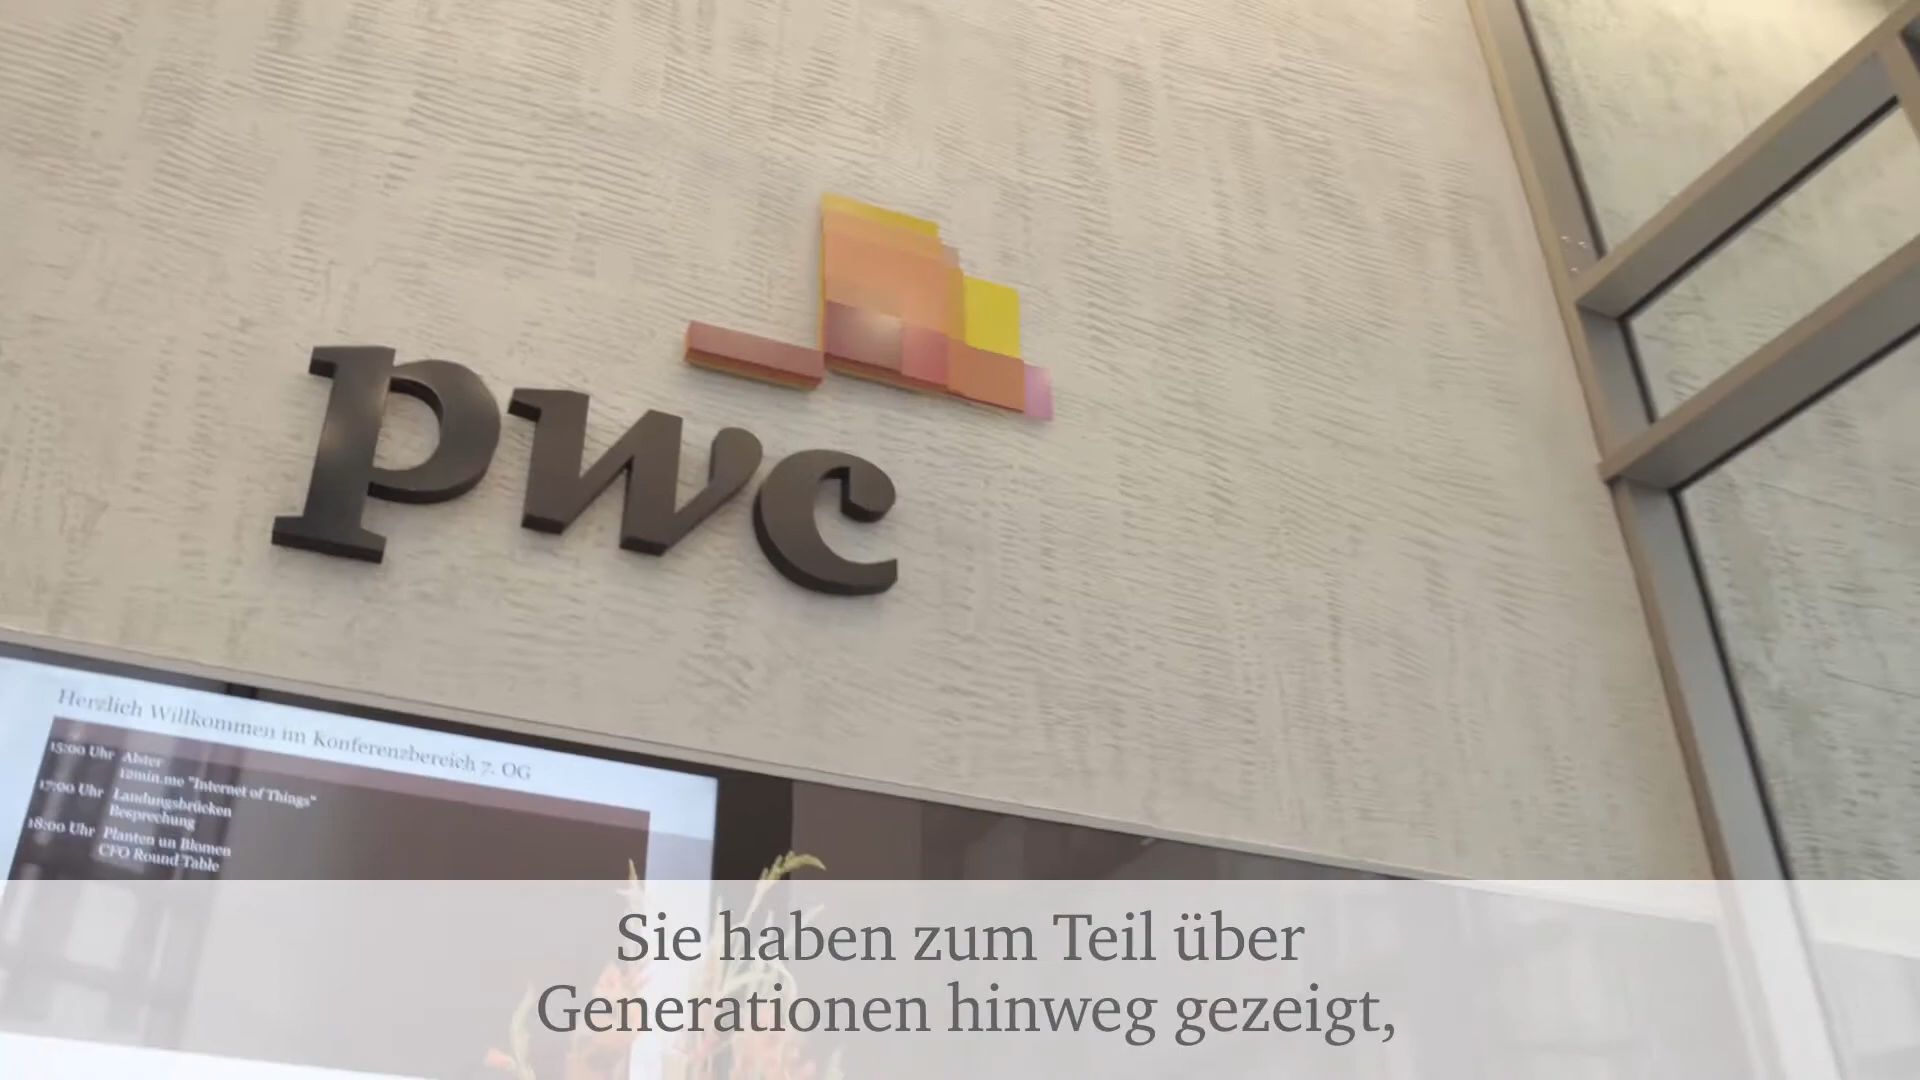 pwc
Herzlich Willkommen im Konferenzbereich 7. OG
15:00 Uhr Alster
12min.me "Internet of Things"
17:00 Uhr Landungsbrücken
Besprechung
18:00 Uhr Planten un Blomen
CFO Round Table
Sie haben zum Teil über
Generationen hinweg gezeigt,